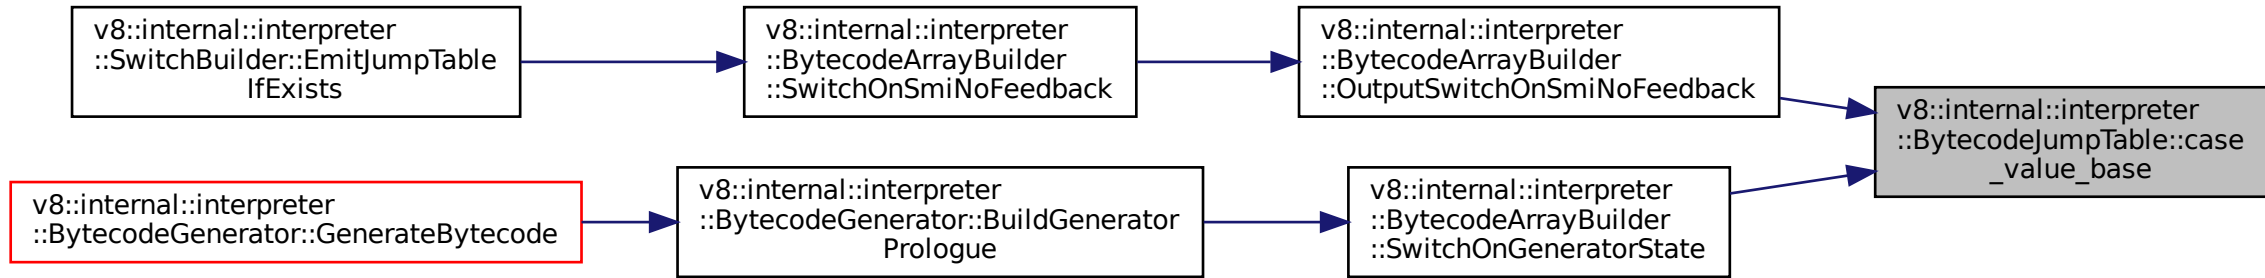 v8::internal::interpreter
::SwitchBuilder::EmitJumpTable
IfExists
v8::internal::interpreter
::BytecodeArrayBuilder
::SwitchOnSmiNoFeedback
v8::internal::interpreter
::BytecodeArrayBuilder
::OutputSwitchOnSmiNoFeedback
v8::internal::interpreter
::BytecodeJumpTable::case
_value_base
v8::internal::interpreter
::BytecodeGenerator::GenerateBytecode
v8::internal::interpreter
::BytecodeGenerator::BuildGenerator
Prologue
v8::internal::interpreter
::BytecodeArrayBuilder
::SwitchOnGeneratorState